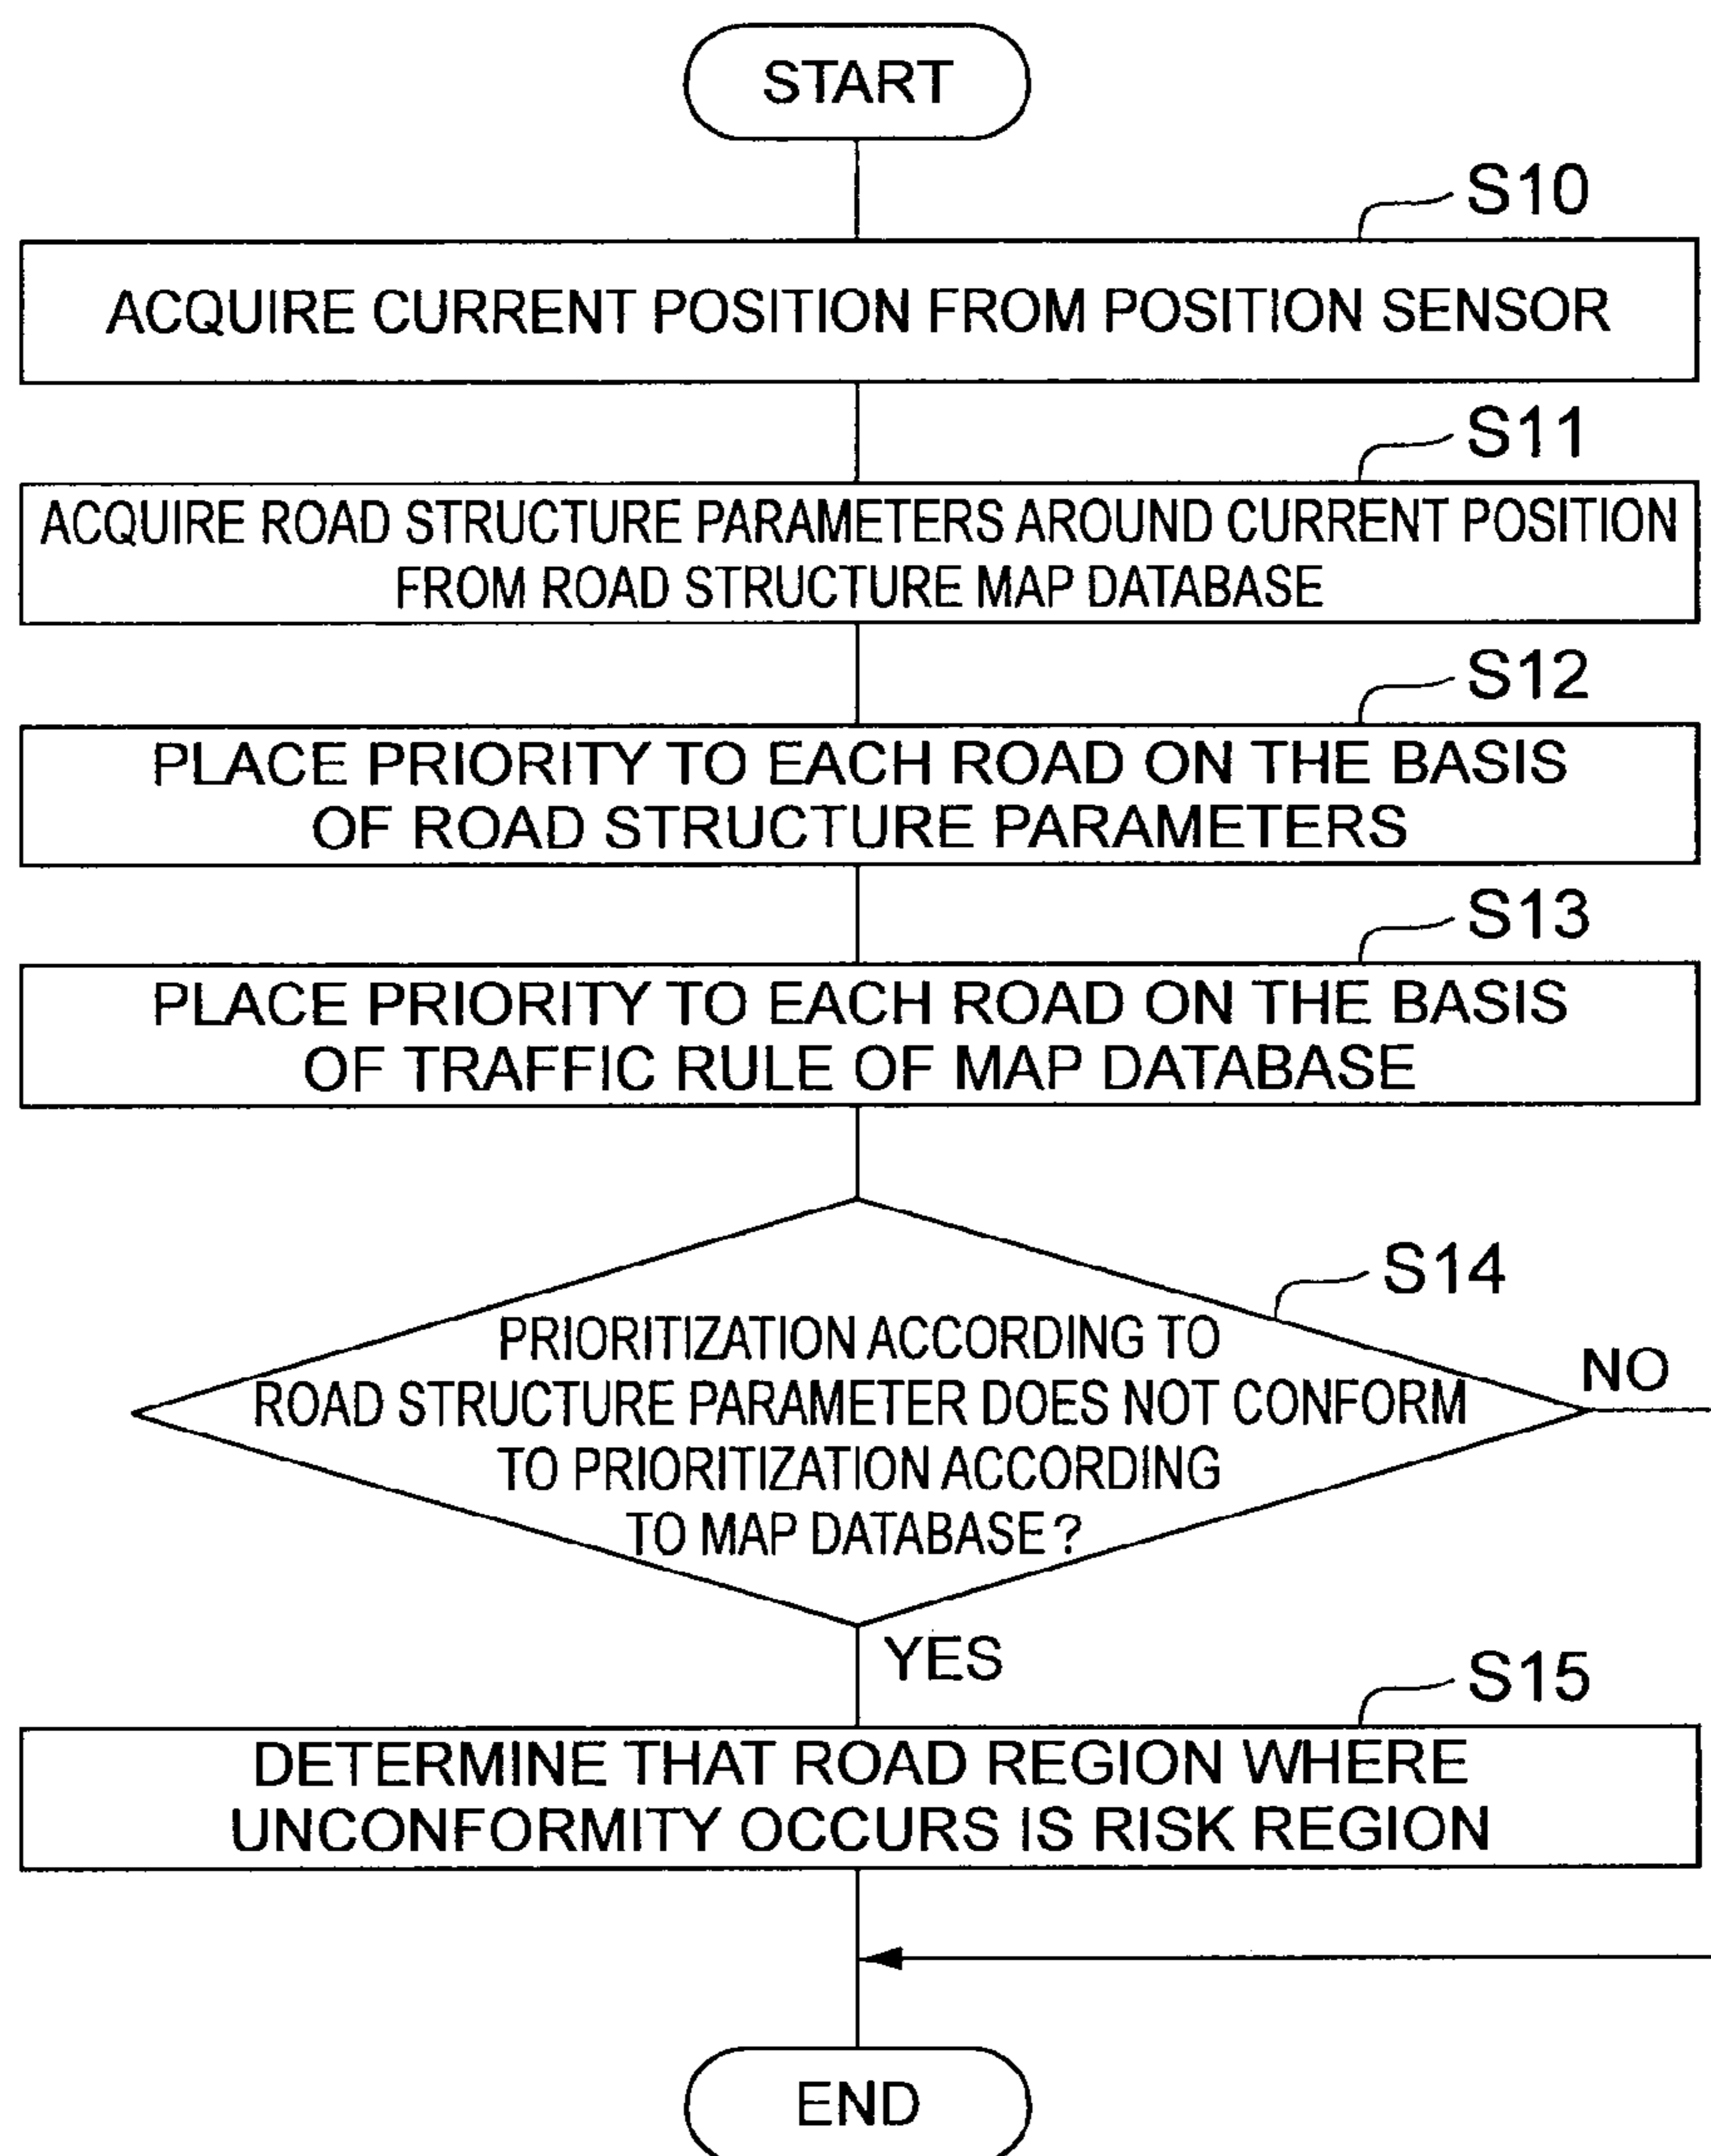 START
S10
ACQUIRE CURRENT POSITION FROM POSITION SENSOR
S11
ACQUIRE ROAD STRUCTURE PARAMETERS AROUND CURRENT POSITION
FROM ROAD STRUCTURE MAP DATABASE
S12
PLACE PRIORITY TO EACH ROAD ON THE BASIS
OF ROAD STRUCTURE PARAMETERS
S13
PLACE PRIORITY TO EACH ROAD ON THE BASIS
OF TRAFFIC RULE OF MAP DATABASE
S14
PRIORITIZATION ACCORDING TO
ROAD STRUCTURE PARAMETER DOES NOT CONFORM
TO PRIORITIZATION ACCORDING
TO MAP DATABASE?
NO
YES
S15
DETERMINE THAT ROAD REGION WHERE
UNCONFORMITY OCCURS IS RISK REGION
END